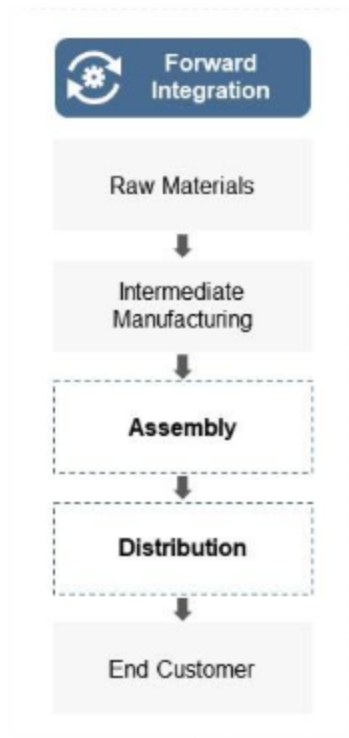 Forward
Integration
Raw Materials
Intermediate
Manufacturing
Assembly
Distribution
End Customer